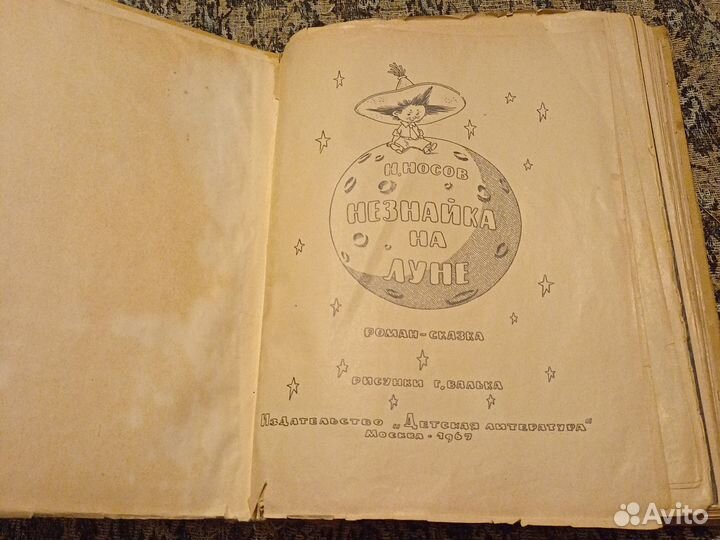 Н. НОСОВ
НЕЗНАЙКА
НА
ЛУНЕ
РОМАН-СКАЗКА
РИСУНКИ Г. ВАЛЬКА
ИЗДАТЕЛЬСТВО „ДЕТСКАЯ ЛИТЕРАТУРА"
МОСКВА · 1967
Avito